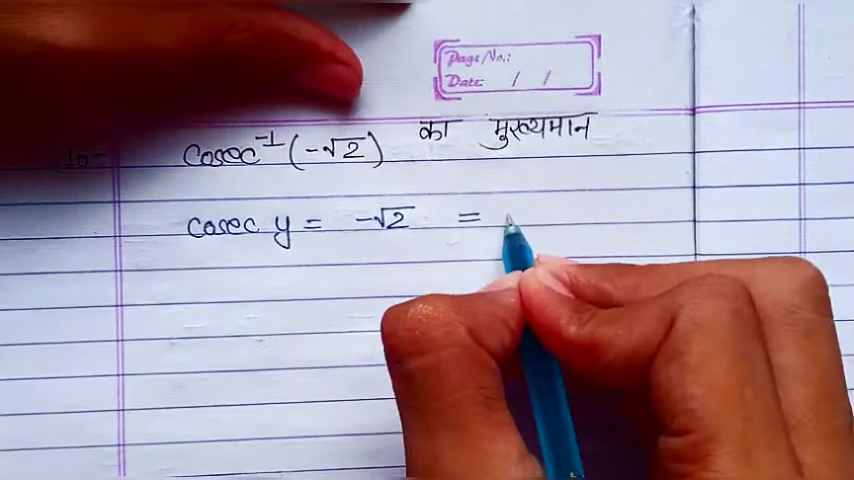 Page No.:
Date: / /
10- cosec⁻¹(-√2) का मुख्यमान
cosec y = -√2 =